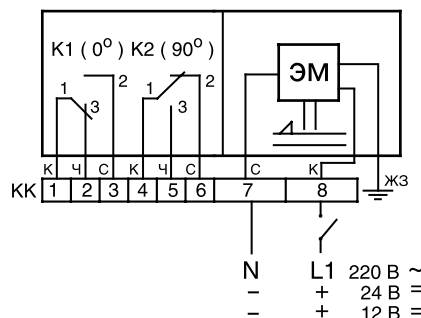 К1 ( 0° ) К2 ( 90° )
ЭМ
1 2 1 2
3 3
К Ч С К Ч С С К
КК 1 2 3 4 5 6 7 8 ЖЗ
N L1 220 В ~
– + 24 В =
– + 12 В =